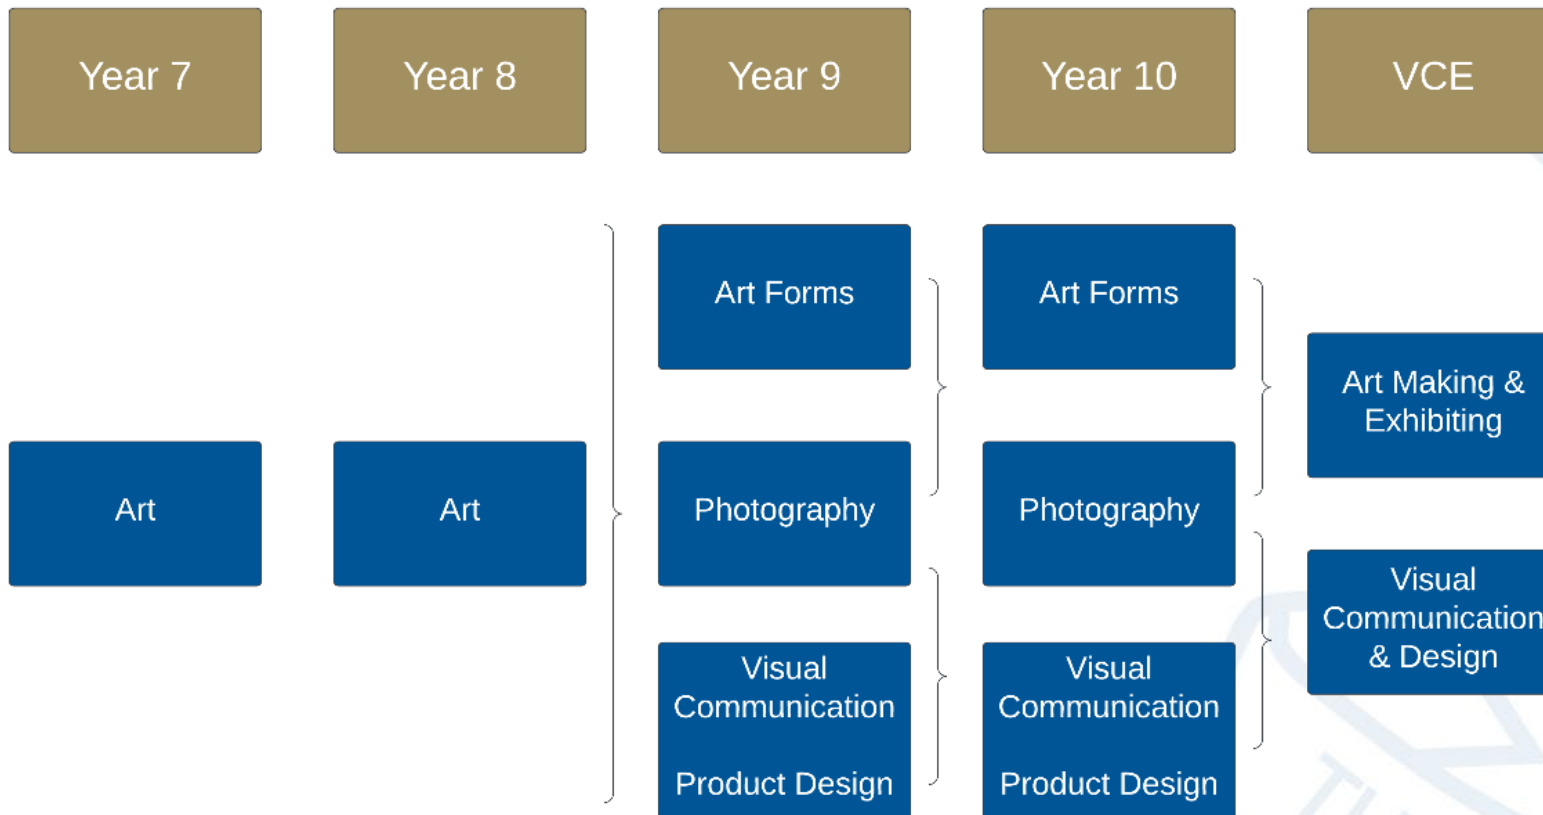 Year 7
Year 8
Year 9
Year 10
VCE
Art Forms
Art Forms
Art Making &
Exhibiting
Art
Art
Photography
Photography
Visual
Communication
& Design
Visual
Communication
Product Design
Visual
Communication
Product Design